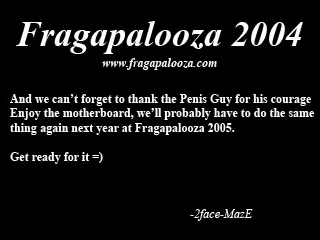 Fragapalooza 2004
www.fragapalooza.com
And we can't forget to thank the Penis Guy for his courage
Enjoy the motherboard, we'll probably have to do the same
thing again next year at Fragapalooza 2005.
Get ready for it =)
-2face-MazE